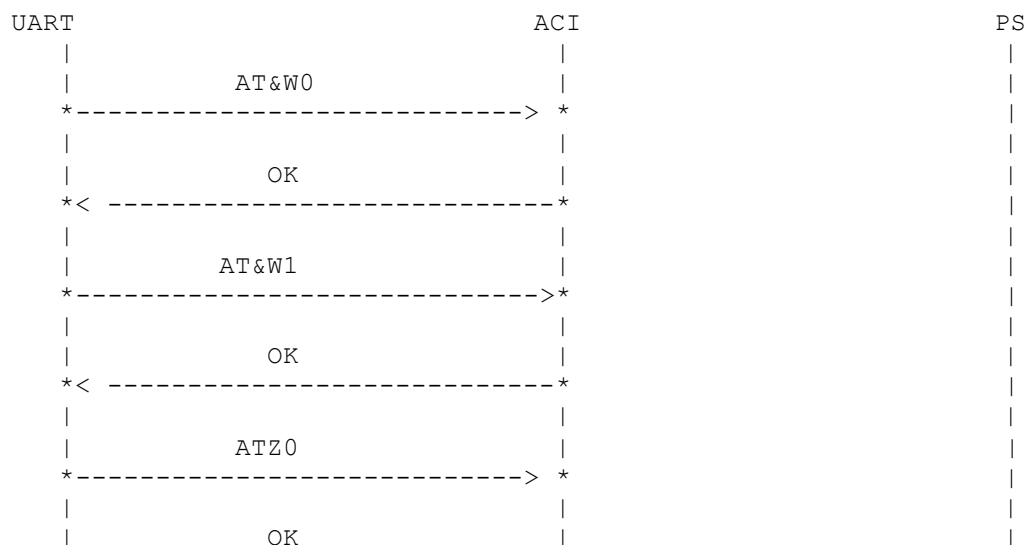 UART ACI PS
| | |
| AT&W0 | |
*----------------------------> * |
| | |
| OK | |
*< ----------------------------* |
| | |
| AT&W1 | |
*----------------------------->* |
| | |
| OK | |
*< ----------------------------* |
| | |
| ATZ0 | |
*----------------------------> * |
| | |
| OK | |